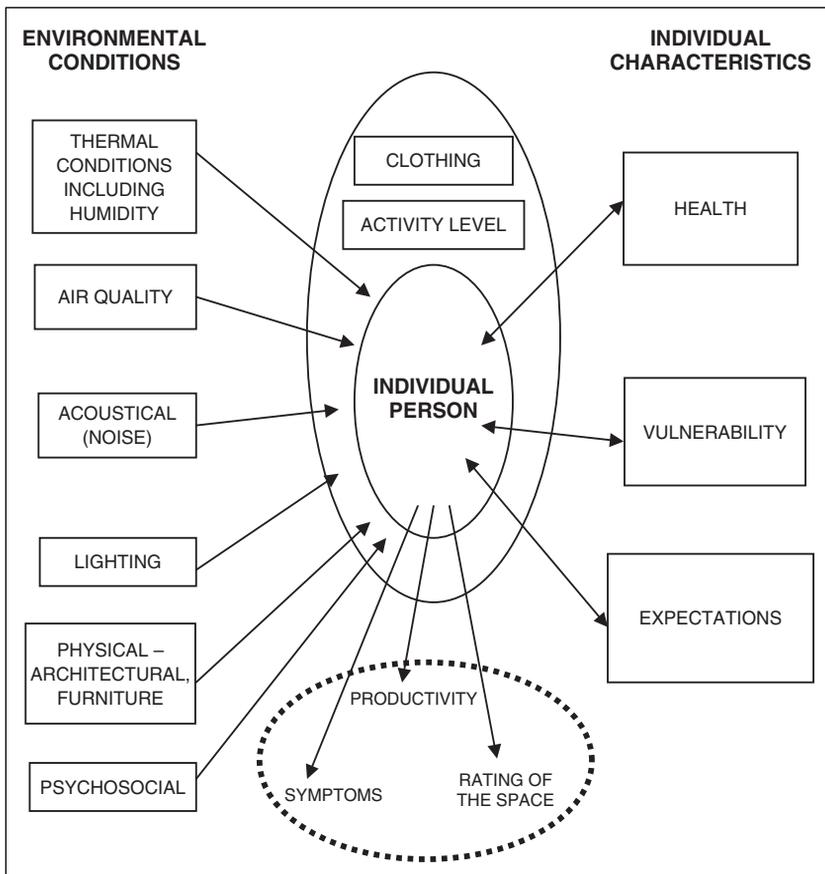 ENVIRONMENTAL
CONDITIONS
THERMAL
CONDITIONS
INCLUDING
HUMIDITY
AIR QUALITY
ACOUSTICAL
(NOISE)
LIGHTING
PHYSICAL –
ARCHITECTURAL,
FURNITURE
PSYCHOSOCIAL
CLOTHING
ACTIVITY LEVEL
INDIVIDUAL
PERSON
PRODUCTIVITY
SYMPTOMS
RATING OF
THE SPACE
INDIVIDUAL
CHARACTERISTICS
HEALTH
VULNERABILITY
EXPECTATIONS